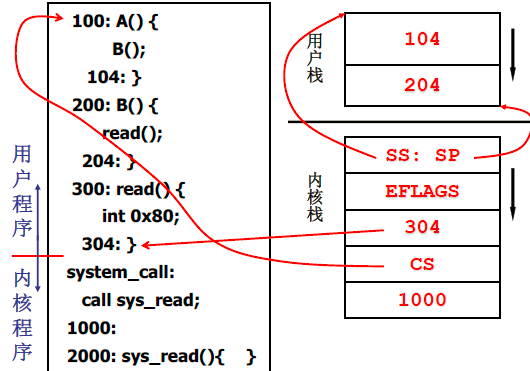 100: A() {
B();
104: }
200: B() {
read();
204: }
300: read() {
int 0x80;
304: }
system_call:
call sys_read;
1000:
2000: sys_read(){ }
用户程序
内核程序
用户栈
104
204
内核栈
SS: SP
EFLAGS
304
CS
1000